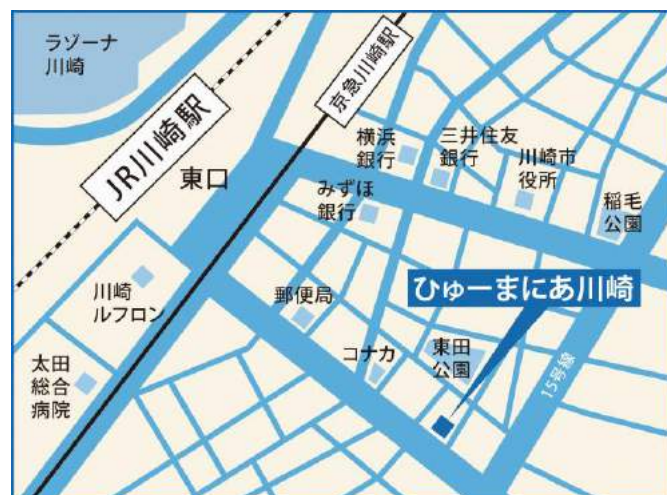 ラゾーナ
川崎
JR川崎駅
京急川崎駅
東口
横浜
銀行
三井住友
銀行
川崎市
役所
みずほ
銀行
稲毛
公園
川崎
ルフロン
郵便局
ひゅーまにあ川崎
太田
総合
病院
コナカ
東田
公園
15号線